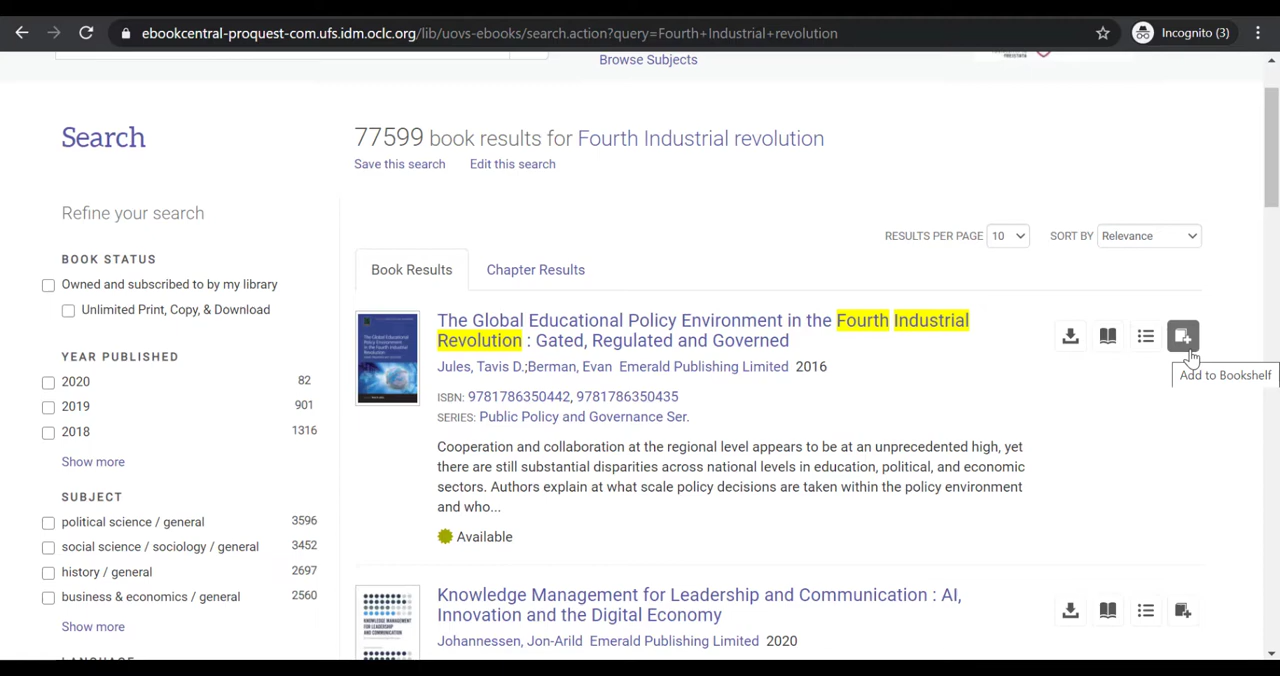 ebookcentral-proquest-com.ufs.idm.oclc.org/lib/uovs-ebooks/search.action?query=Fourth+Industrial+revolution
Incognito (3)
Browse Subjects
Search
77599 book results for Fourth Industrial revolution
Save this search Edit this search
Refine your search
RESULTS PER PAGE 10 SORT BY Relevance
BOOK STATUS
Owned and subscribed to by my library
Unlimited Print, Copy, & Download
YEAR PUBLISHED
2020 82
2019 901
2018 1316
Show more
SUBJECT
political science / general 3596
social science / sociology / general 3452
history / general 2697
business & economics / general 2560
Show more
Book Results Chapter Results
The Global Educational Policy Environment in the Fourth Industrial
Revolution : Gated, Regulated and Governed
Jules, Tavis D.;Berman, Evan Emerald Publishing Limited 2016
Add to Bookshelf
ISBN: 9781786350442, 9781786350435
SERIES: Public Policy and Governance Ser.
Cooperation and collaboration at the regional level appears to be at an unprecedented high, yet
there are still substantial disparities across national levels in education, political, and economic
sectors. Authors explain at what scale policy decisions are taken within the policy environment
and who...
Available
KNOWLEDGE MANAGEMENT
FOR LEADERSHIP
AND COMMUNICATION
Knowledge Management for Leadership and Communication : AI,
Innovation and the Digital Economy
Johannessen, Jon-Arild Emerald Publishing Limited 2020